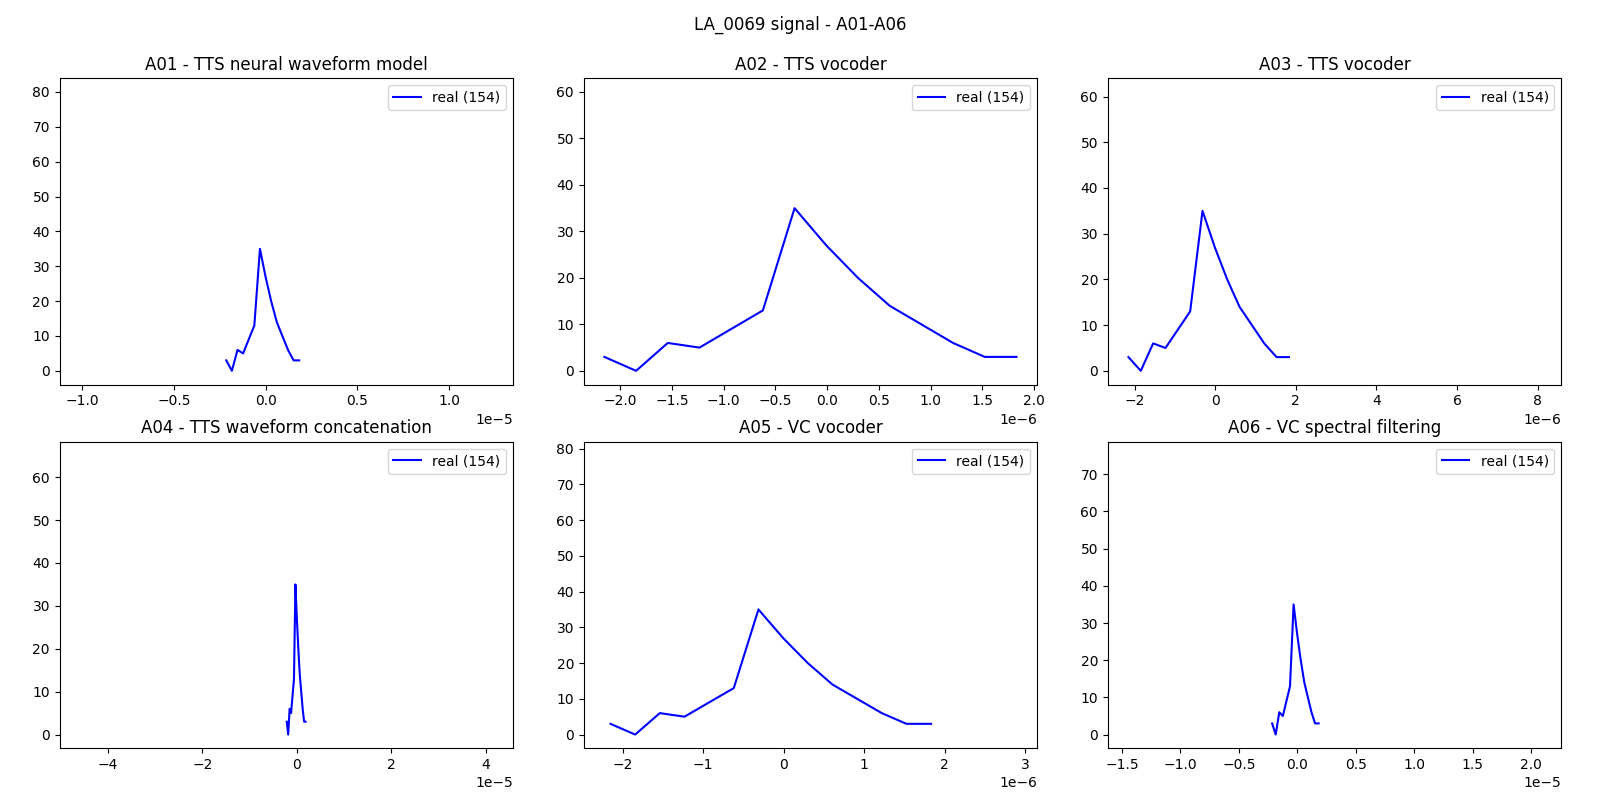 LA_0069 signal - A01-A06
A01 - TTS neural waveform model
real (154)
80
70
60
50
40
30
20
10
0
−1.0 −0.5 0.0 0.5 1.0
1e−5
A02 - TTS vocoder
real (154)
60
50
40
30
20
10
0
−2.0 −1.5 −1.0 −0.5 0.0 0.5 1.0 1.5 2.0
1e−6
A03 - TTS vocoder
real (154)
60
50
40
30
20
10
0
−2 0 2 4 6 8
1e−6
A04 - TTS waveform concatenation
real (154)
60
50
40
30
20
10
0
−4 −2 0 2 4
1e−5
A05 - VC vocoder
real (154)
80
70
60
50
40
30
20
10
0
−2 −1 0 1 2 3
1e−6
A06 - VC spectral filtering
real (154)
70
60
50
40
30
20
10
0
−1.5 −1.0 −0.5 0.0 0.5 1.0 1.5 2.0
1e−5